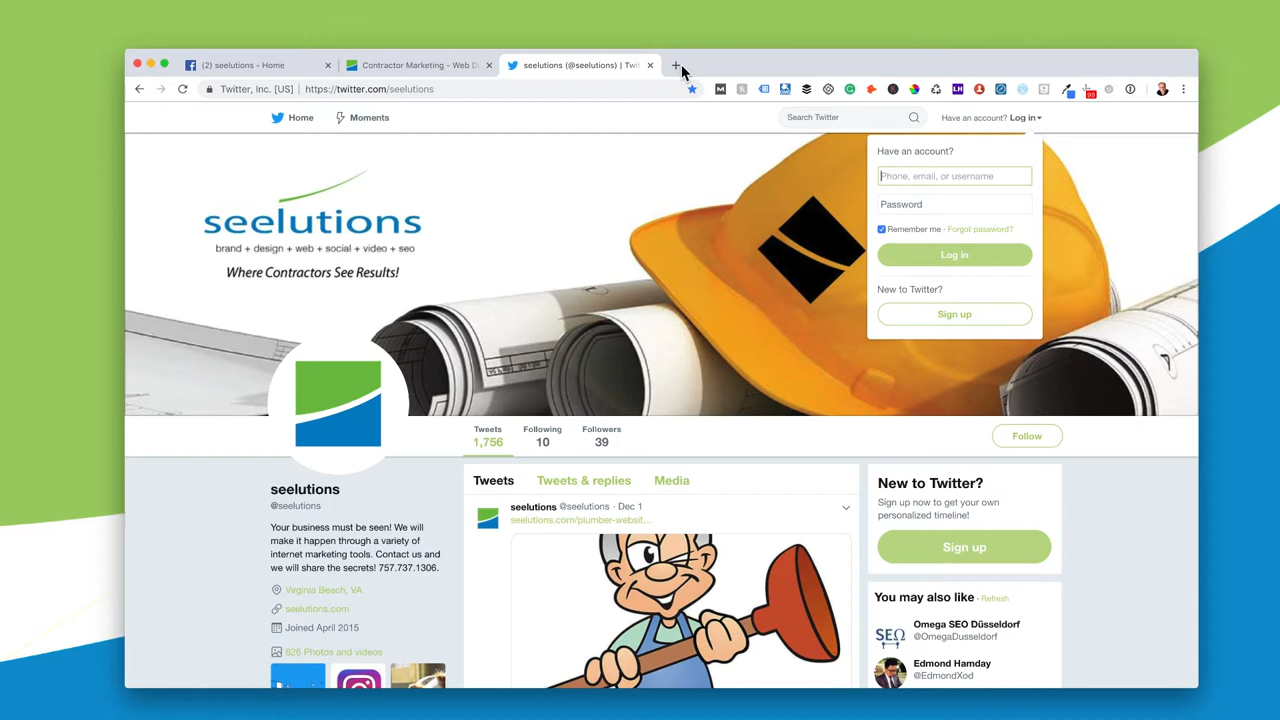 (2) seelutions - Home
Contractor Marketing - Web D
seelutions (@seelutions) | Twi
Twitter, Inc. [US]
https://twitter.com/seelutions
LH
99
Home
Moments
Search Twitter
Have an account? Log in
Have an account?
Phone, email, or username
Password
Remember me · Forgot password?
Log in
New to Twitter?
Sign up
seelutions
brand + design + web + social + video + seo
Where Contractors See Results!
Tweets
1,756
Following
10
Followers
39
Follow
seelutions
@seelutions
Your business must be seen! We will
make it happen through a variety of
internet marketing tools. Contact us and
we will share the secrets! 757.737.1306.
Virginia Beach, VA
seelutions.com
Joined April 2015
826 Photos and videos
Tweets
Tweets & replies
Media
seelutions @seelutions · Dec 1
seelutions.com/plumber-websit...
New to Twitter?
Sign up now to get your own
personalized timeline!
Sign up
You may also like · Refresh
SEO
Omega SEO Düsseldorf
@OmegaDusseldorf
Edmond Hamday
@EdmondXod